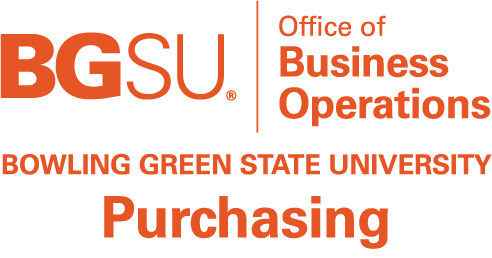 BGSU®
Office of
Business
Operations
BOWLING GREEN STATE UNIVERSITY
Purchasing